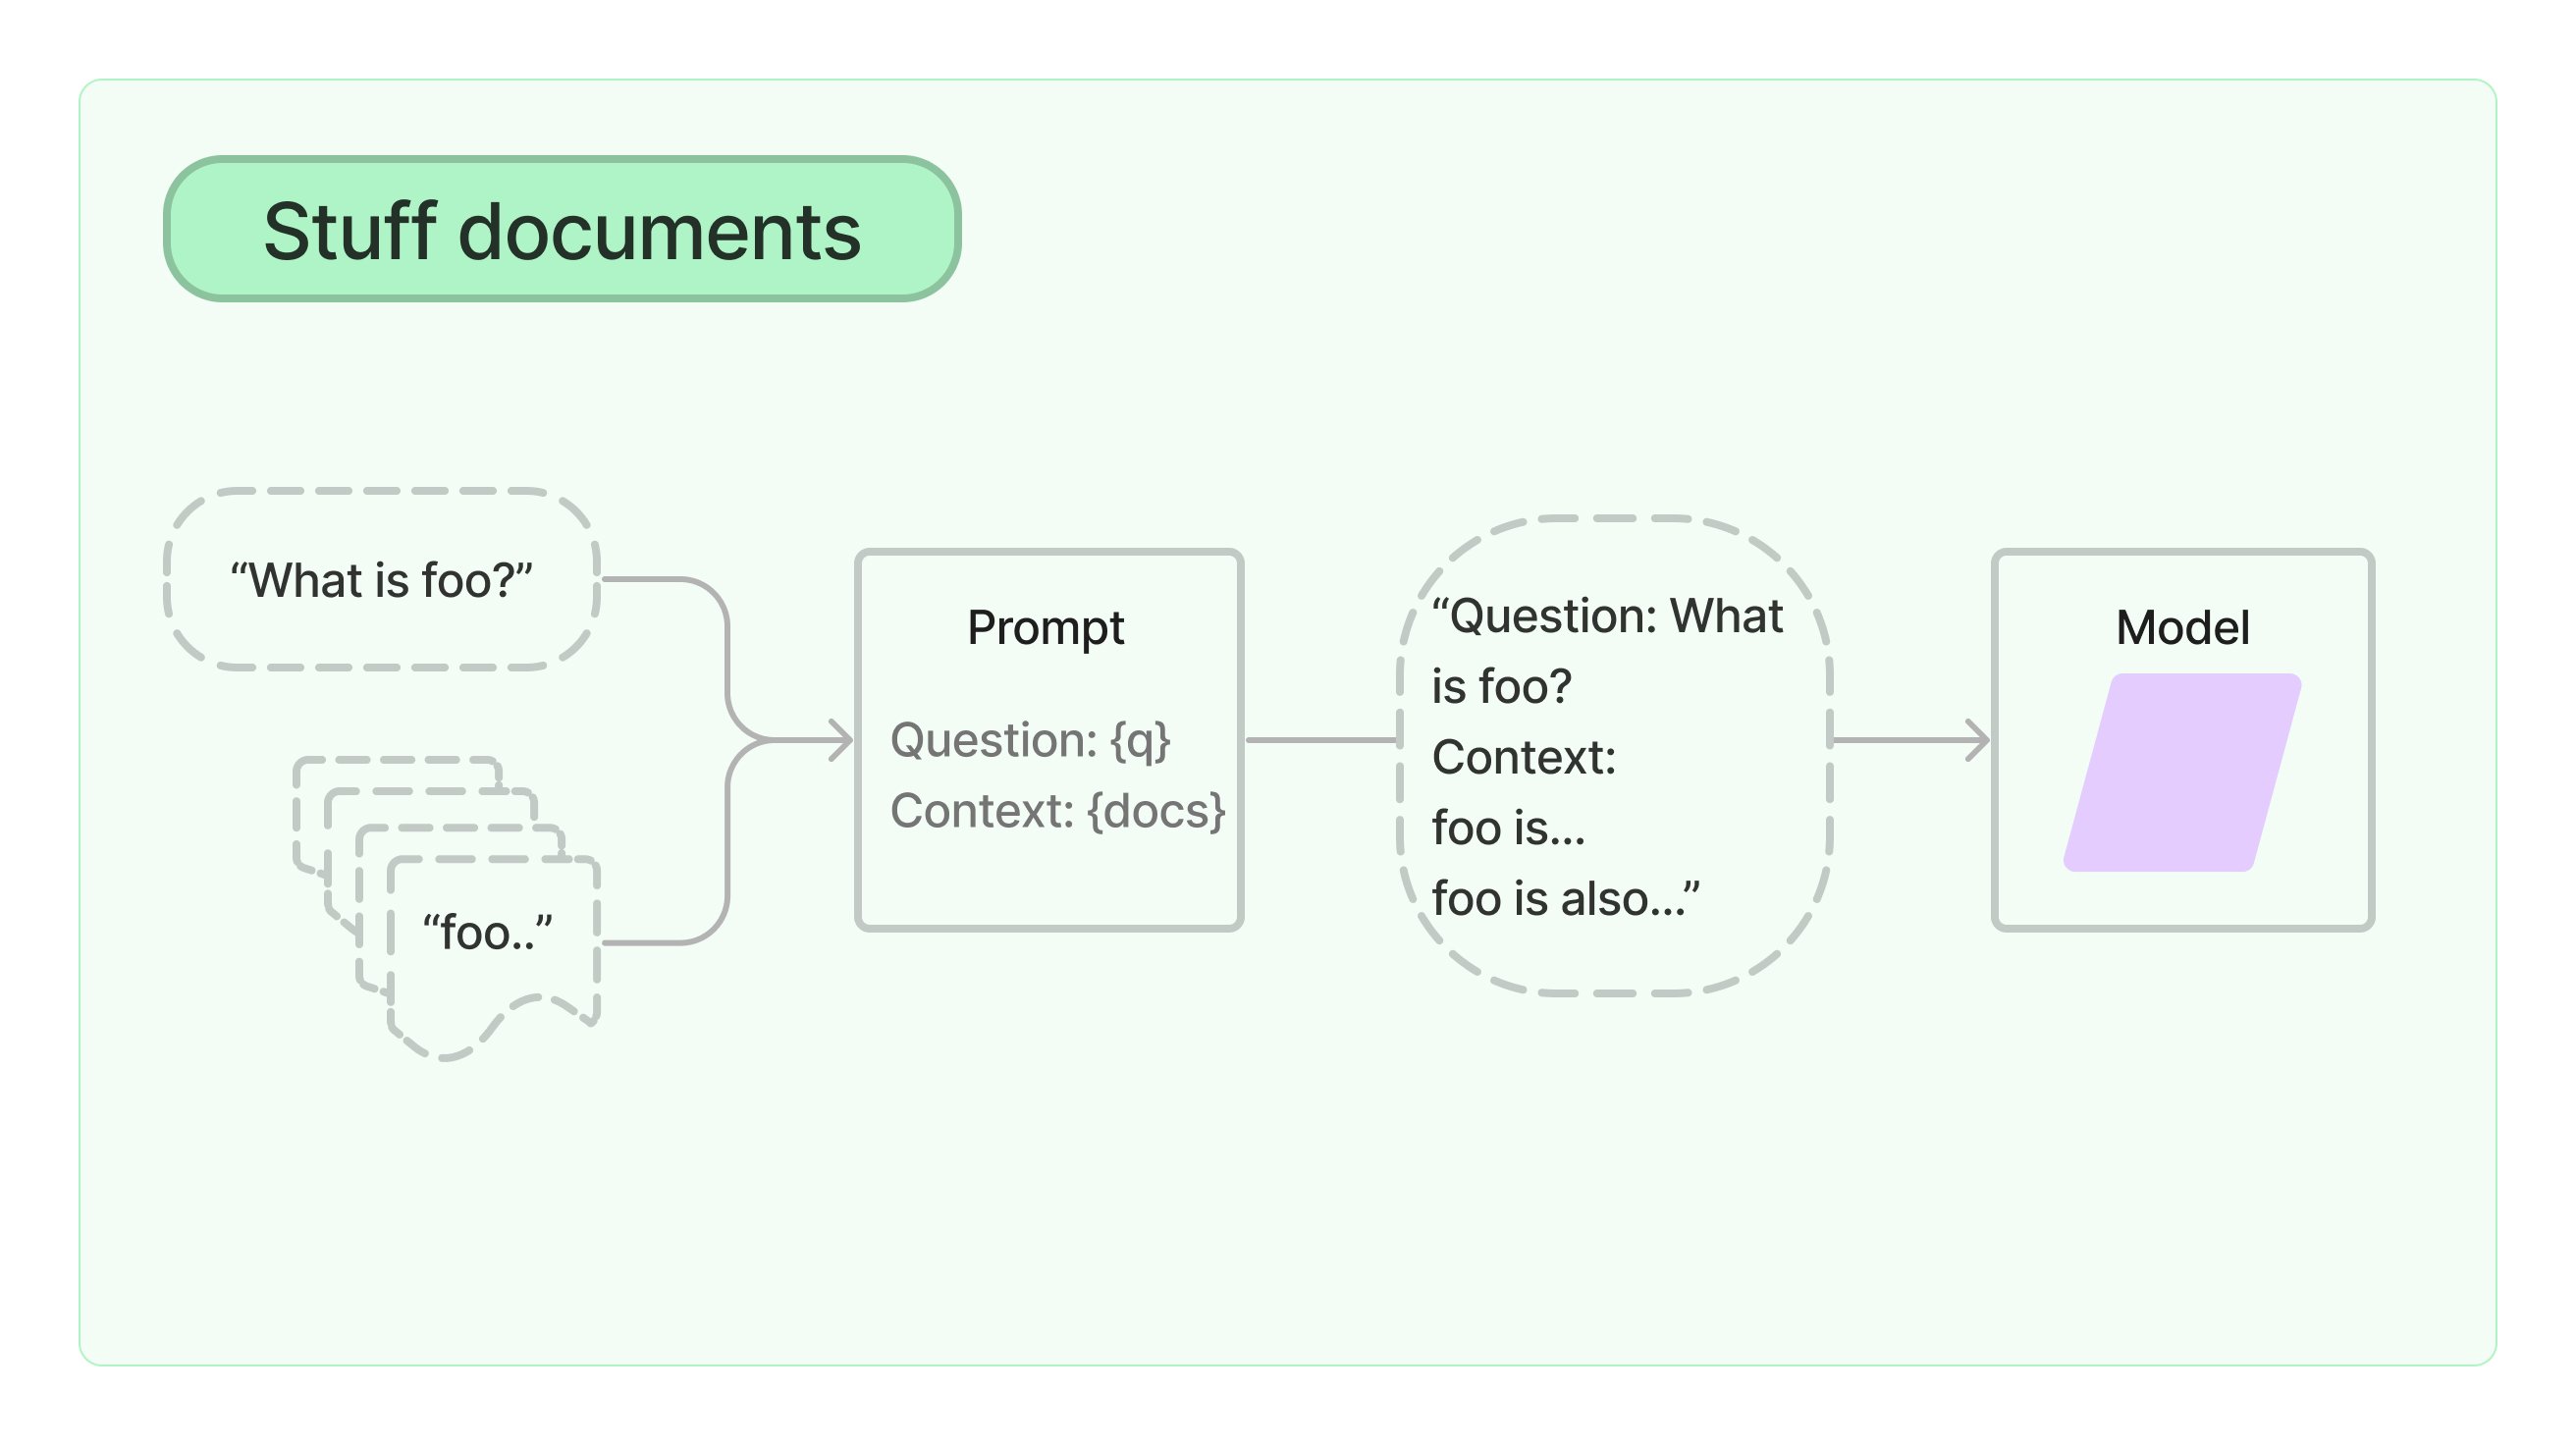 Stuff documents
“What is foo?”
“foo..”
Prompt
Question: {q}
Context: {docs}
“Question: What
is foo?
Context:
foo is...
foo is also...”
Model